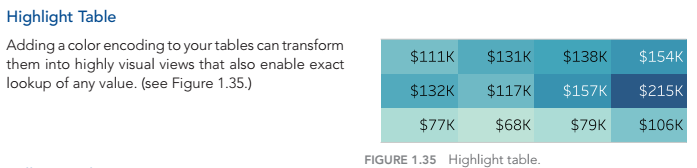 Highlight Table
Adding a color encoding to your tables can transform
them into highly visual views that also enable exact
lookup of any value. (see Figure 1.35.)
$111K $131K $138K $154K
$132K $117K $157K $215K
$77K $68K $79K $106K
FIGURE 1.35 Highlight table.